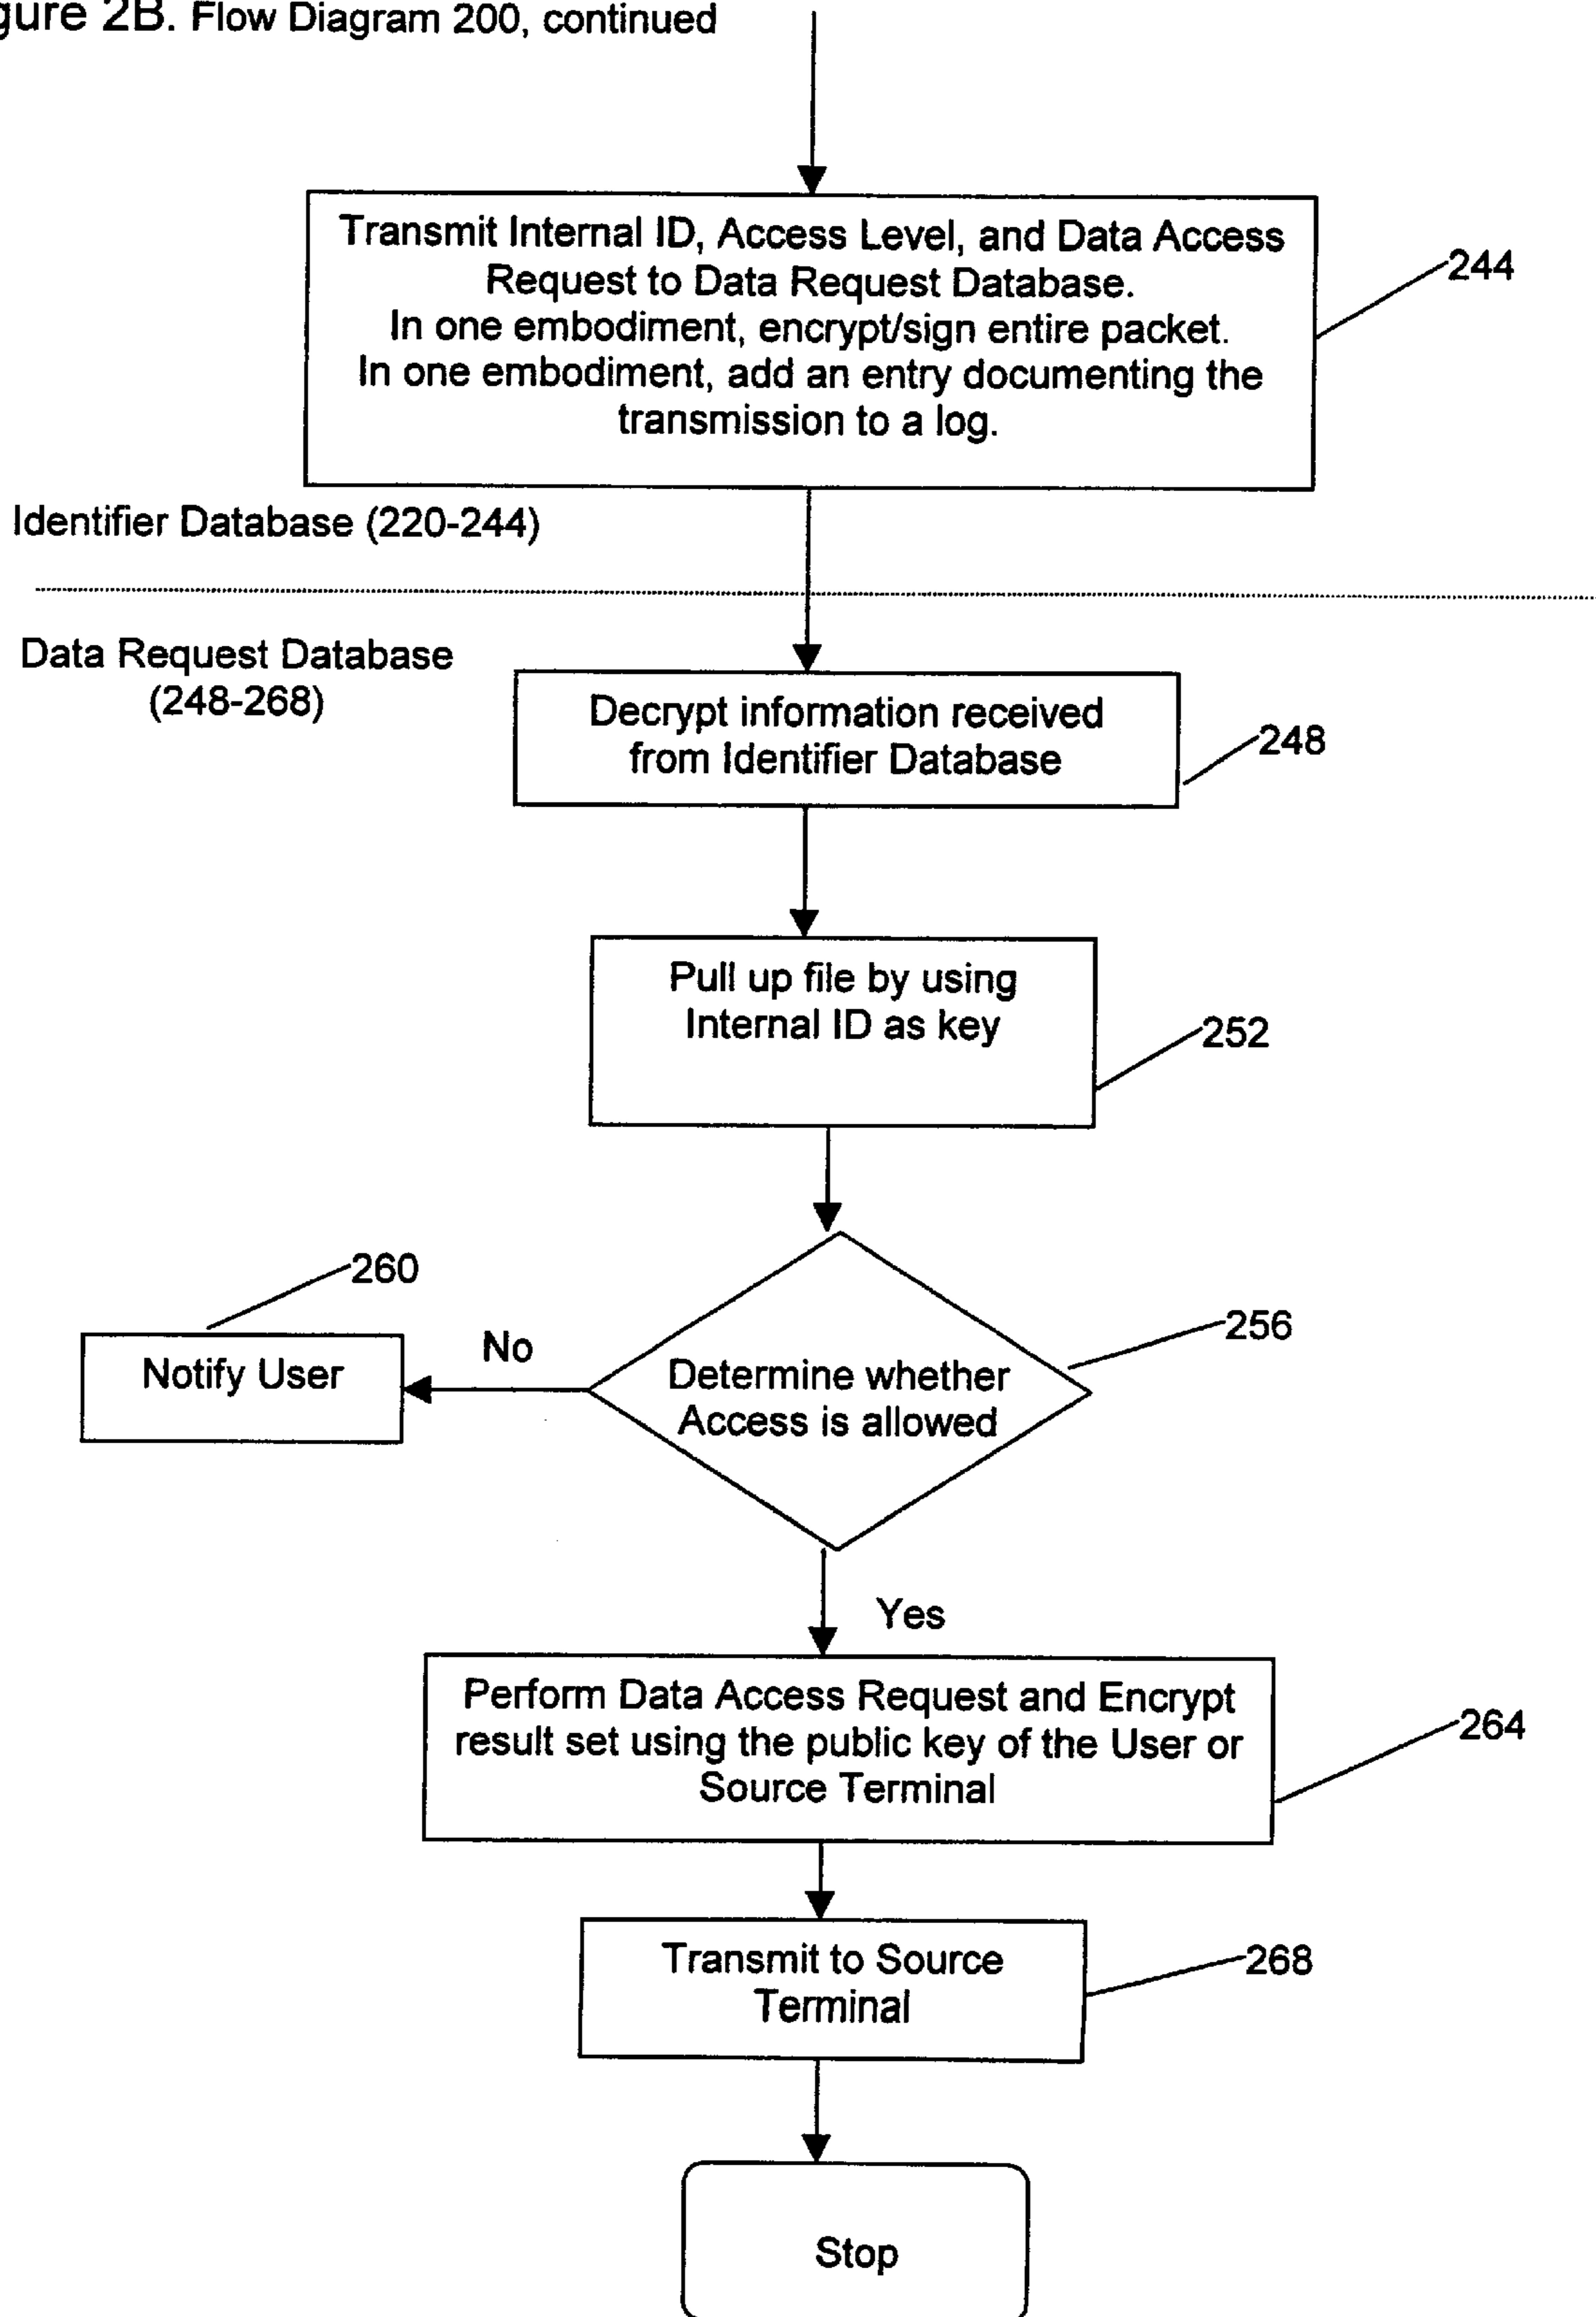 gure 2B. Flow Diagram 200, continued
Transmit Internal ID, Access Level, and Data Access
Request to Data Request Database.
In one embodiment, encrypt/sign entire packet.
In one embodiment, add an entry documenting the
transmission to a log.
244
Identifier Database (220-244)
Data Request Database
(248-268)
Decrypt information received
from Identifier Database
248
Pull up file by using
Internal ID as key
252
260
Notify User
No
Determine whether
Access is allowed
256
Yes
Perform Data Access Request and Encrypt
result set using the public key of the User or
Source Terminal
264
Transmit to Source
Terminal
268
Stop